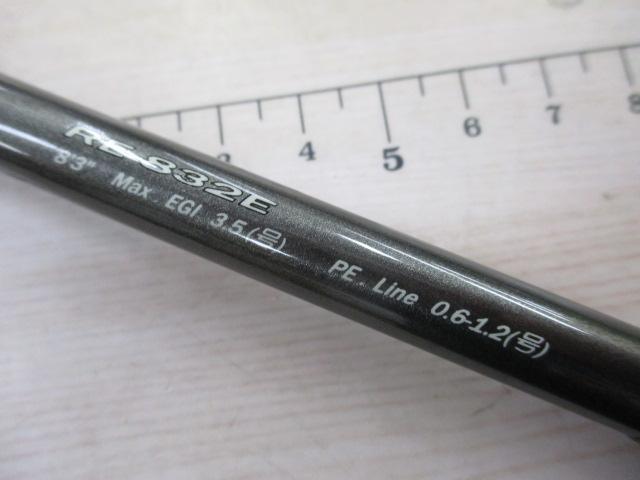 RE-832E
8'3" Max EGI 3.5(号) PE Line 0.6-1.2(号)
3 4 5 6 7 8